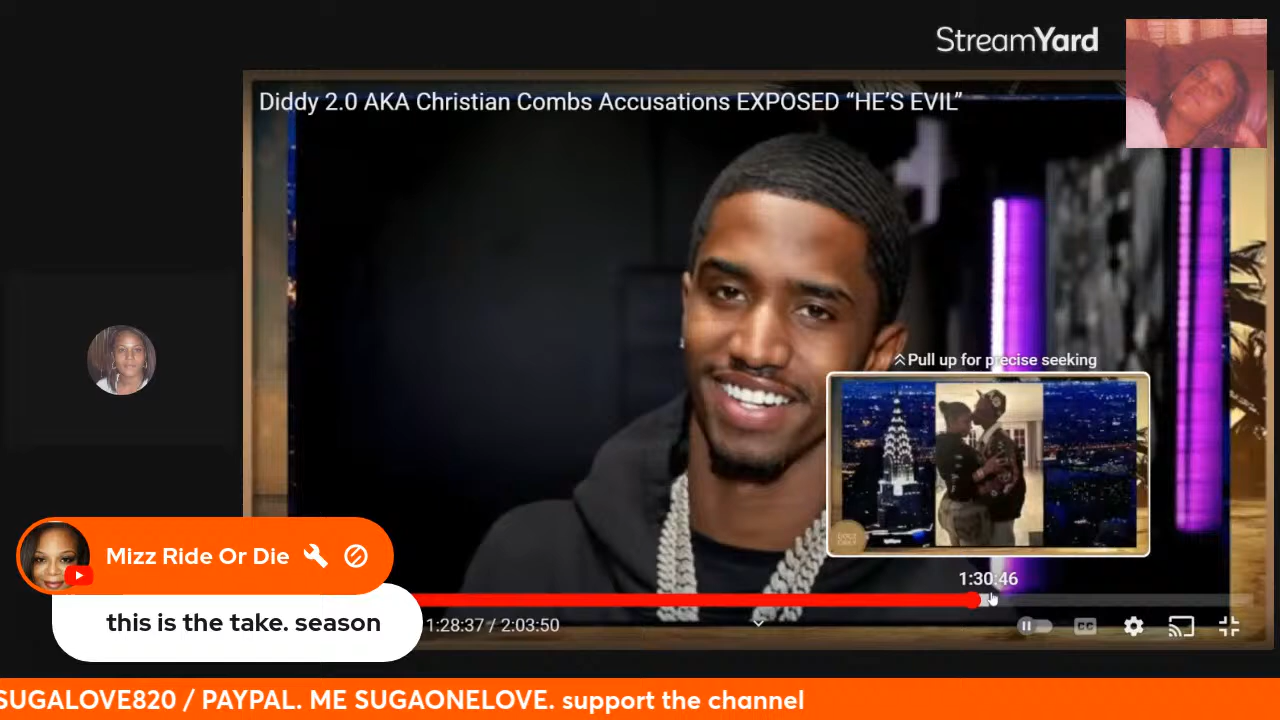 StreamYard
Diddy 2.0 AKA Christian Combs Accusations EXPOSED “HE’S EVIL”
Pull up for precise seeking
1:30:46
Mizz Ride Or Die
this is the take. season
1:28:37 / 2:03:50
CC
SUGALOVE820 / PAYPAL. ME SUGAONELOVE. support the channel